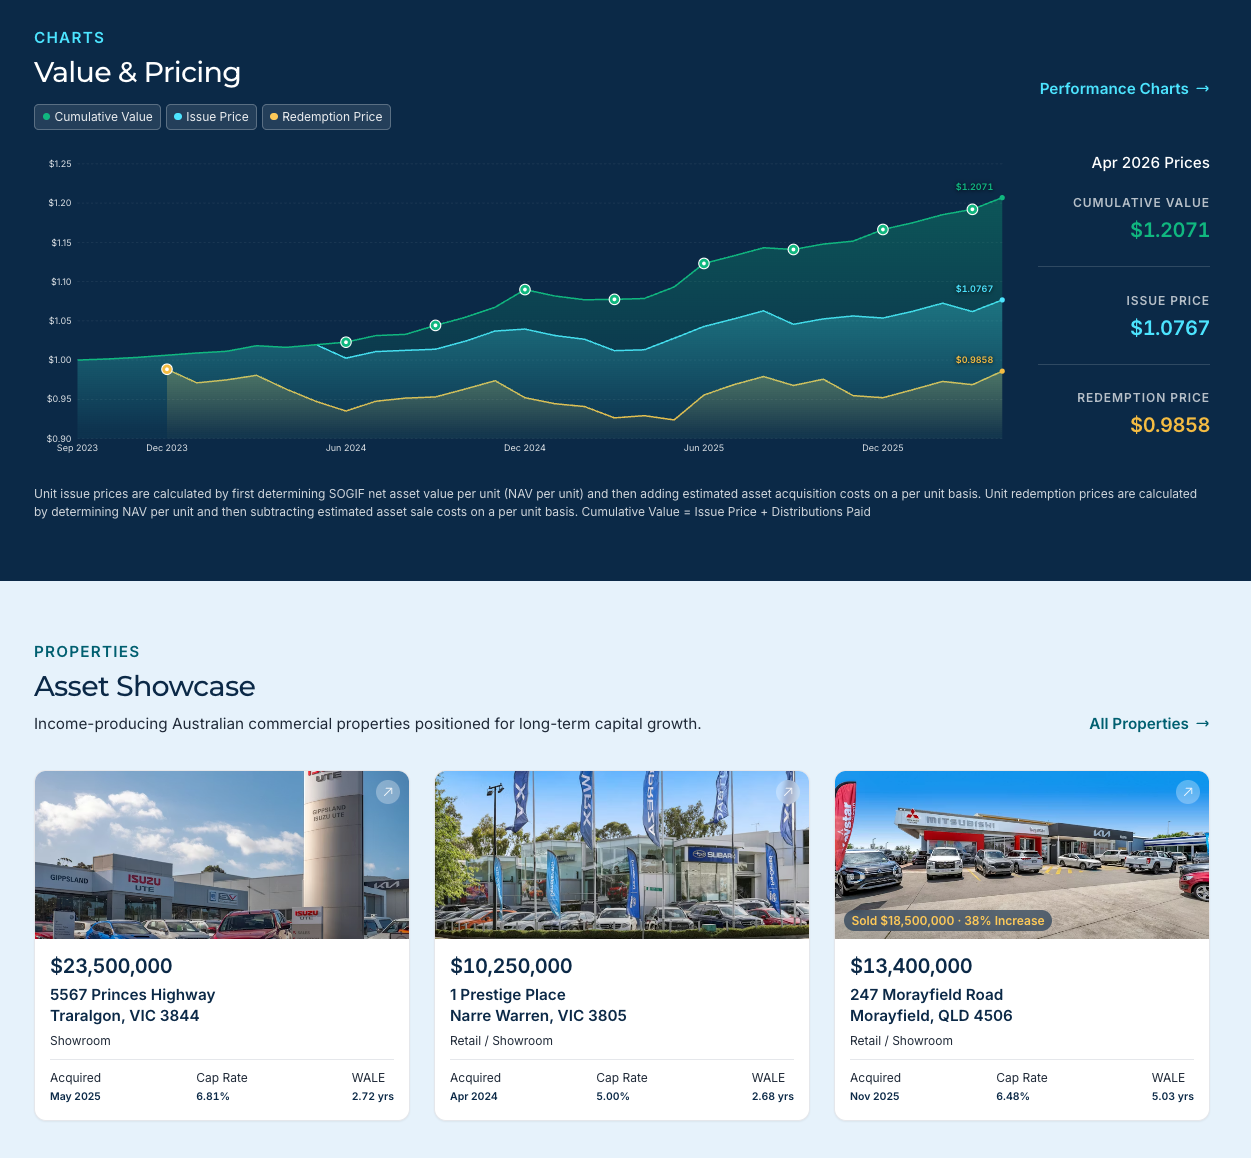 CHARTS
Value & Pricing
Performance Charts →
Cumulative Value
Issue Price
Redemption Price
$1.25
$1.20
$1.15
$1.10
$1.05
$1.00
$0.95
$0.90
$1.2071
$1.0767
$0.9858
Sep 2023
Dec 2023
Jun 2024
Dec 2024
Jun 2025
Dec 2025
Apr 2026 Prices
CUMULATIVE VALUE
$1.2071
ISSUE PRICE
$1.0767
REDEMPTION PRICE
$0.9858
Unit issue prices are calculated by first determining SOGIF net asset value per unit (NAV per unit) and then adding estimated asset acquisition costs on a per unit basis. Unit redemption prices are calculated
by determining NAV per unit and then subtracting estimated asset sale costs on a per unit basis. Cumulative Value = Issue Price + Distributions Paid
PROPERTIES
Asset Showcase
Income-producing Australian commercial properties positioned for long-term capital growth.
All Properties →
UTE
GIPPSLAND
ISUZU UTE
GIPPSLAND
ISUZU
UTE
KIA
ISUZU
UTE
$23,500,000
5567 Princes Highway
Traralgon, VIC 3844
Showroom
Acquired
Cap Rate
WALE
May 2025
6.81%
2.72 yrs
SUBARU
$10,250,000
1 Prestige Place
Narre Warren, VIC 3805
Retail / Showroom
Acquired
Cap Rate
WALE
Apr 2024
5.00%
2.68 yrs
MITSUBISHI
KIA
Sold $18,500,000 · 38% Increase
$13,400,000
247 Morayfield Road
Morayfield, QLD 4506
Retail / Showroom
Acquired
Cap Rate
WALE
Nov 2025
6.48%
5.03 yrs